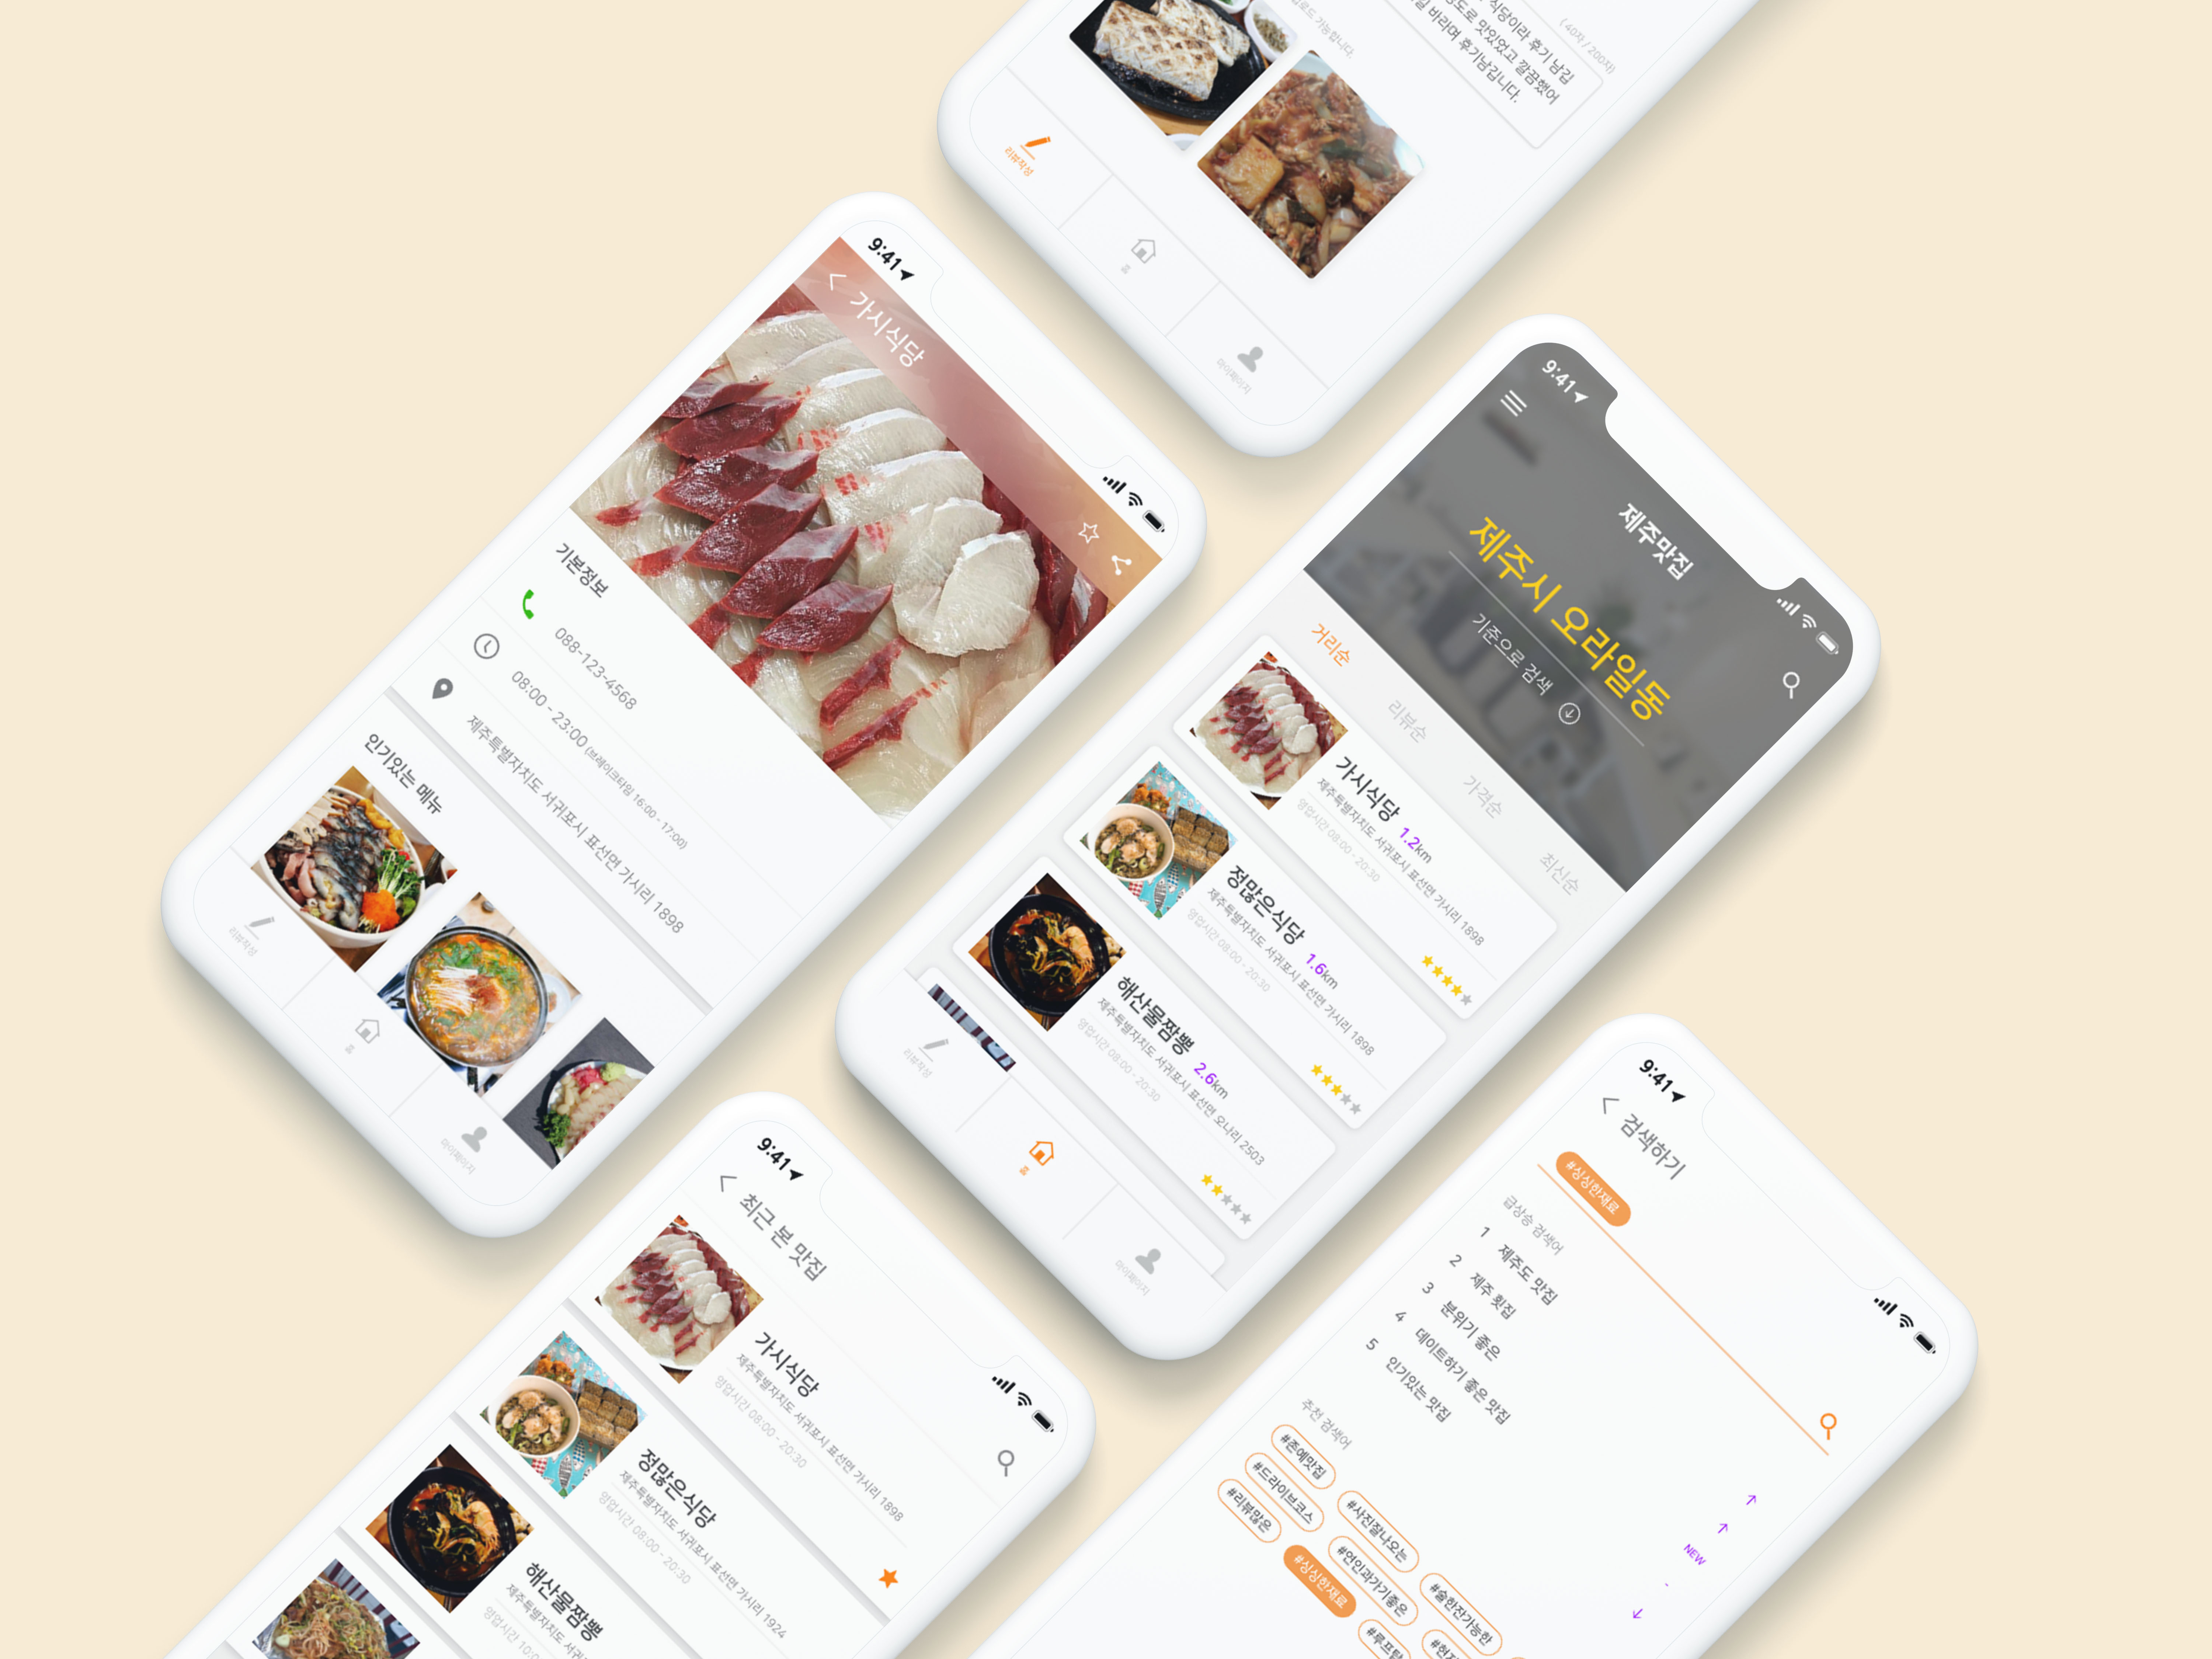 (40자 / 200자)
식당이라 후기 남김
도로 맛있었고 깔끔했어
일 바라며 후기남깁니다.
로드 가능합니다.
리뷰작성
홈
마이페이지
9:41
가시식당
기본정보
088-123-4568
08:00 - 23:00 (브레이크타임 16:00 - 17:00)
제주특별자치도 서귀포시 표선면 가시리 1898
인기있는 메뉴
리뷰작성
홈
마이페이지
9:41
제주맛집
제주시 오라일동
기준으로 검색
거리순
리뷰순
가격순
최신순
가시식당 1.2km
제주특별자치도 서귀포시 표선면 가시리 1898
영업시간 08:00 - 20:30
정많은식당 1.6km
제주특별자치도 서귀포시 표선면 가시리 1898
영업시간 08:00 - 20:30
해산물짬뽕 2.6km
제주특별자치도 서귀포시 표선면 오나리 2503
영업시간 08:00 - 20:30
리뷰작성
홈
마이페이지
9:41
최근 본 맛집
가시식당
제주특별자치도 서귀포시 표선면 가시리 1898
영업시간 08:00 - 20:30
정많은식당
제주특별자치도 서귀포시 표선면 가시리 1924
영업시간 08:00 - 20:30
해산물짬뽕
제주특별자치도 서귀
영업시간 10:0
9:41
검색하기
#싱싱한재료
급상승 검색어
1 제주도 맛집
2 제주 횟집
3 분위기 좋은 NEW
4 데이트하기 좋은 맛집 -
5 인기있는 맛집
추천 검색어
#존예맛집 #사진잘나오는 #술한잔가능한
#드라이브코스 #연인과가기좋은
#리뷰많은 #싱싱한재료 #루프탑